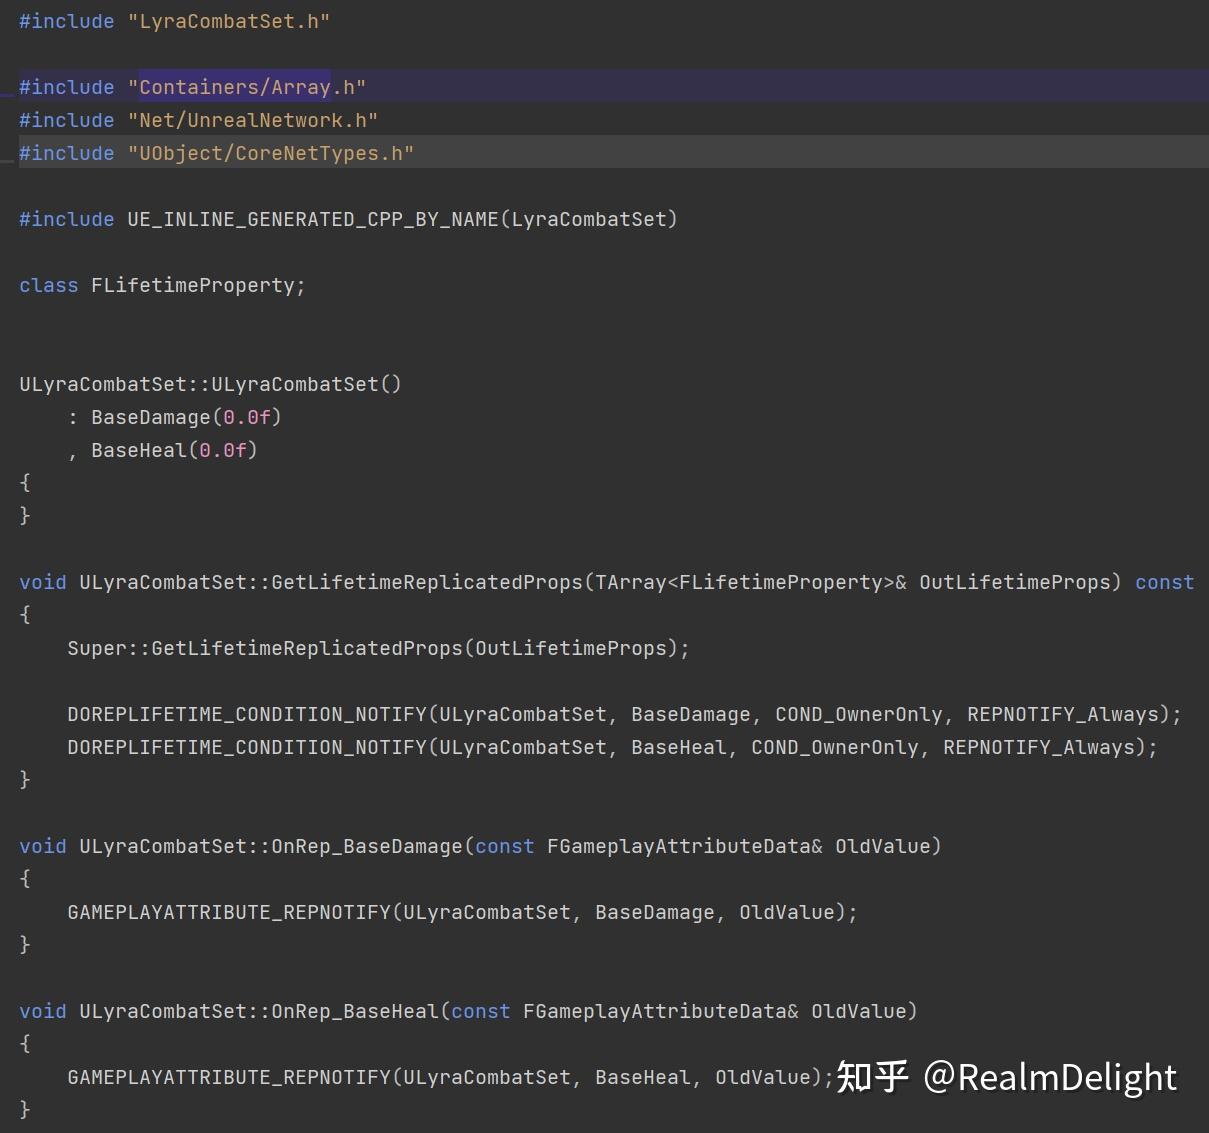 #include "LyraCombatSet.h"
#include "Containers/Array.h"
#include "Net/UnrealNetwork.h"
#include "UObject/CoreNetTypes.h"
#include UE_INLINE_GENERATED_CPP_BY_NAME(LyraCombatSet)
class FLifetimeProperty;
ULyraCombatSet::ULyraCombatSet()
    : BaseDamage(0.0f)
    , BaseHeal(0.0f)
{
}
void ULyraCombatSet::GetLifetimeReplicatedProps(TArray<FLifetimeProperty>& OutLifetimeProps) const
{
    Super::GetLifetimeReplicatedProps(OutLifetimeProps);
    DOREPLIFETIME_CONDITION_NOTIFY(ULyraCombatSet, BaseDamage, COND_OwnerOnly, REPNOTIFY_Always);
    DOREPLIFETIME_CONDITION_NOTIFY(ULyraCombatSet, BaseHeal, COND_OwnerOnly, REPNOTIFY_Always);
}
void ULyraCombatSet::OnRep_BaseDamage(const FGameplayAttributeData& OldValue)
{
    GAMEPLAYATTRIBUTE_REPNOTIFY(ULyraCombatSet, BaseDamage, OldValue);
}
void ULyraCombatSet::OnRep_BaseHeal(const FGameplayAttributeData& OldValue)
{
    GAMEPLAYATTRIBUTE_REPNOTIFY(ULyraCombatSet, BaseHeal, OldValue);
知乎 @RealmDelight
}